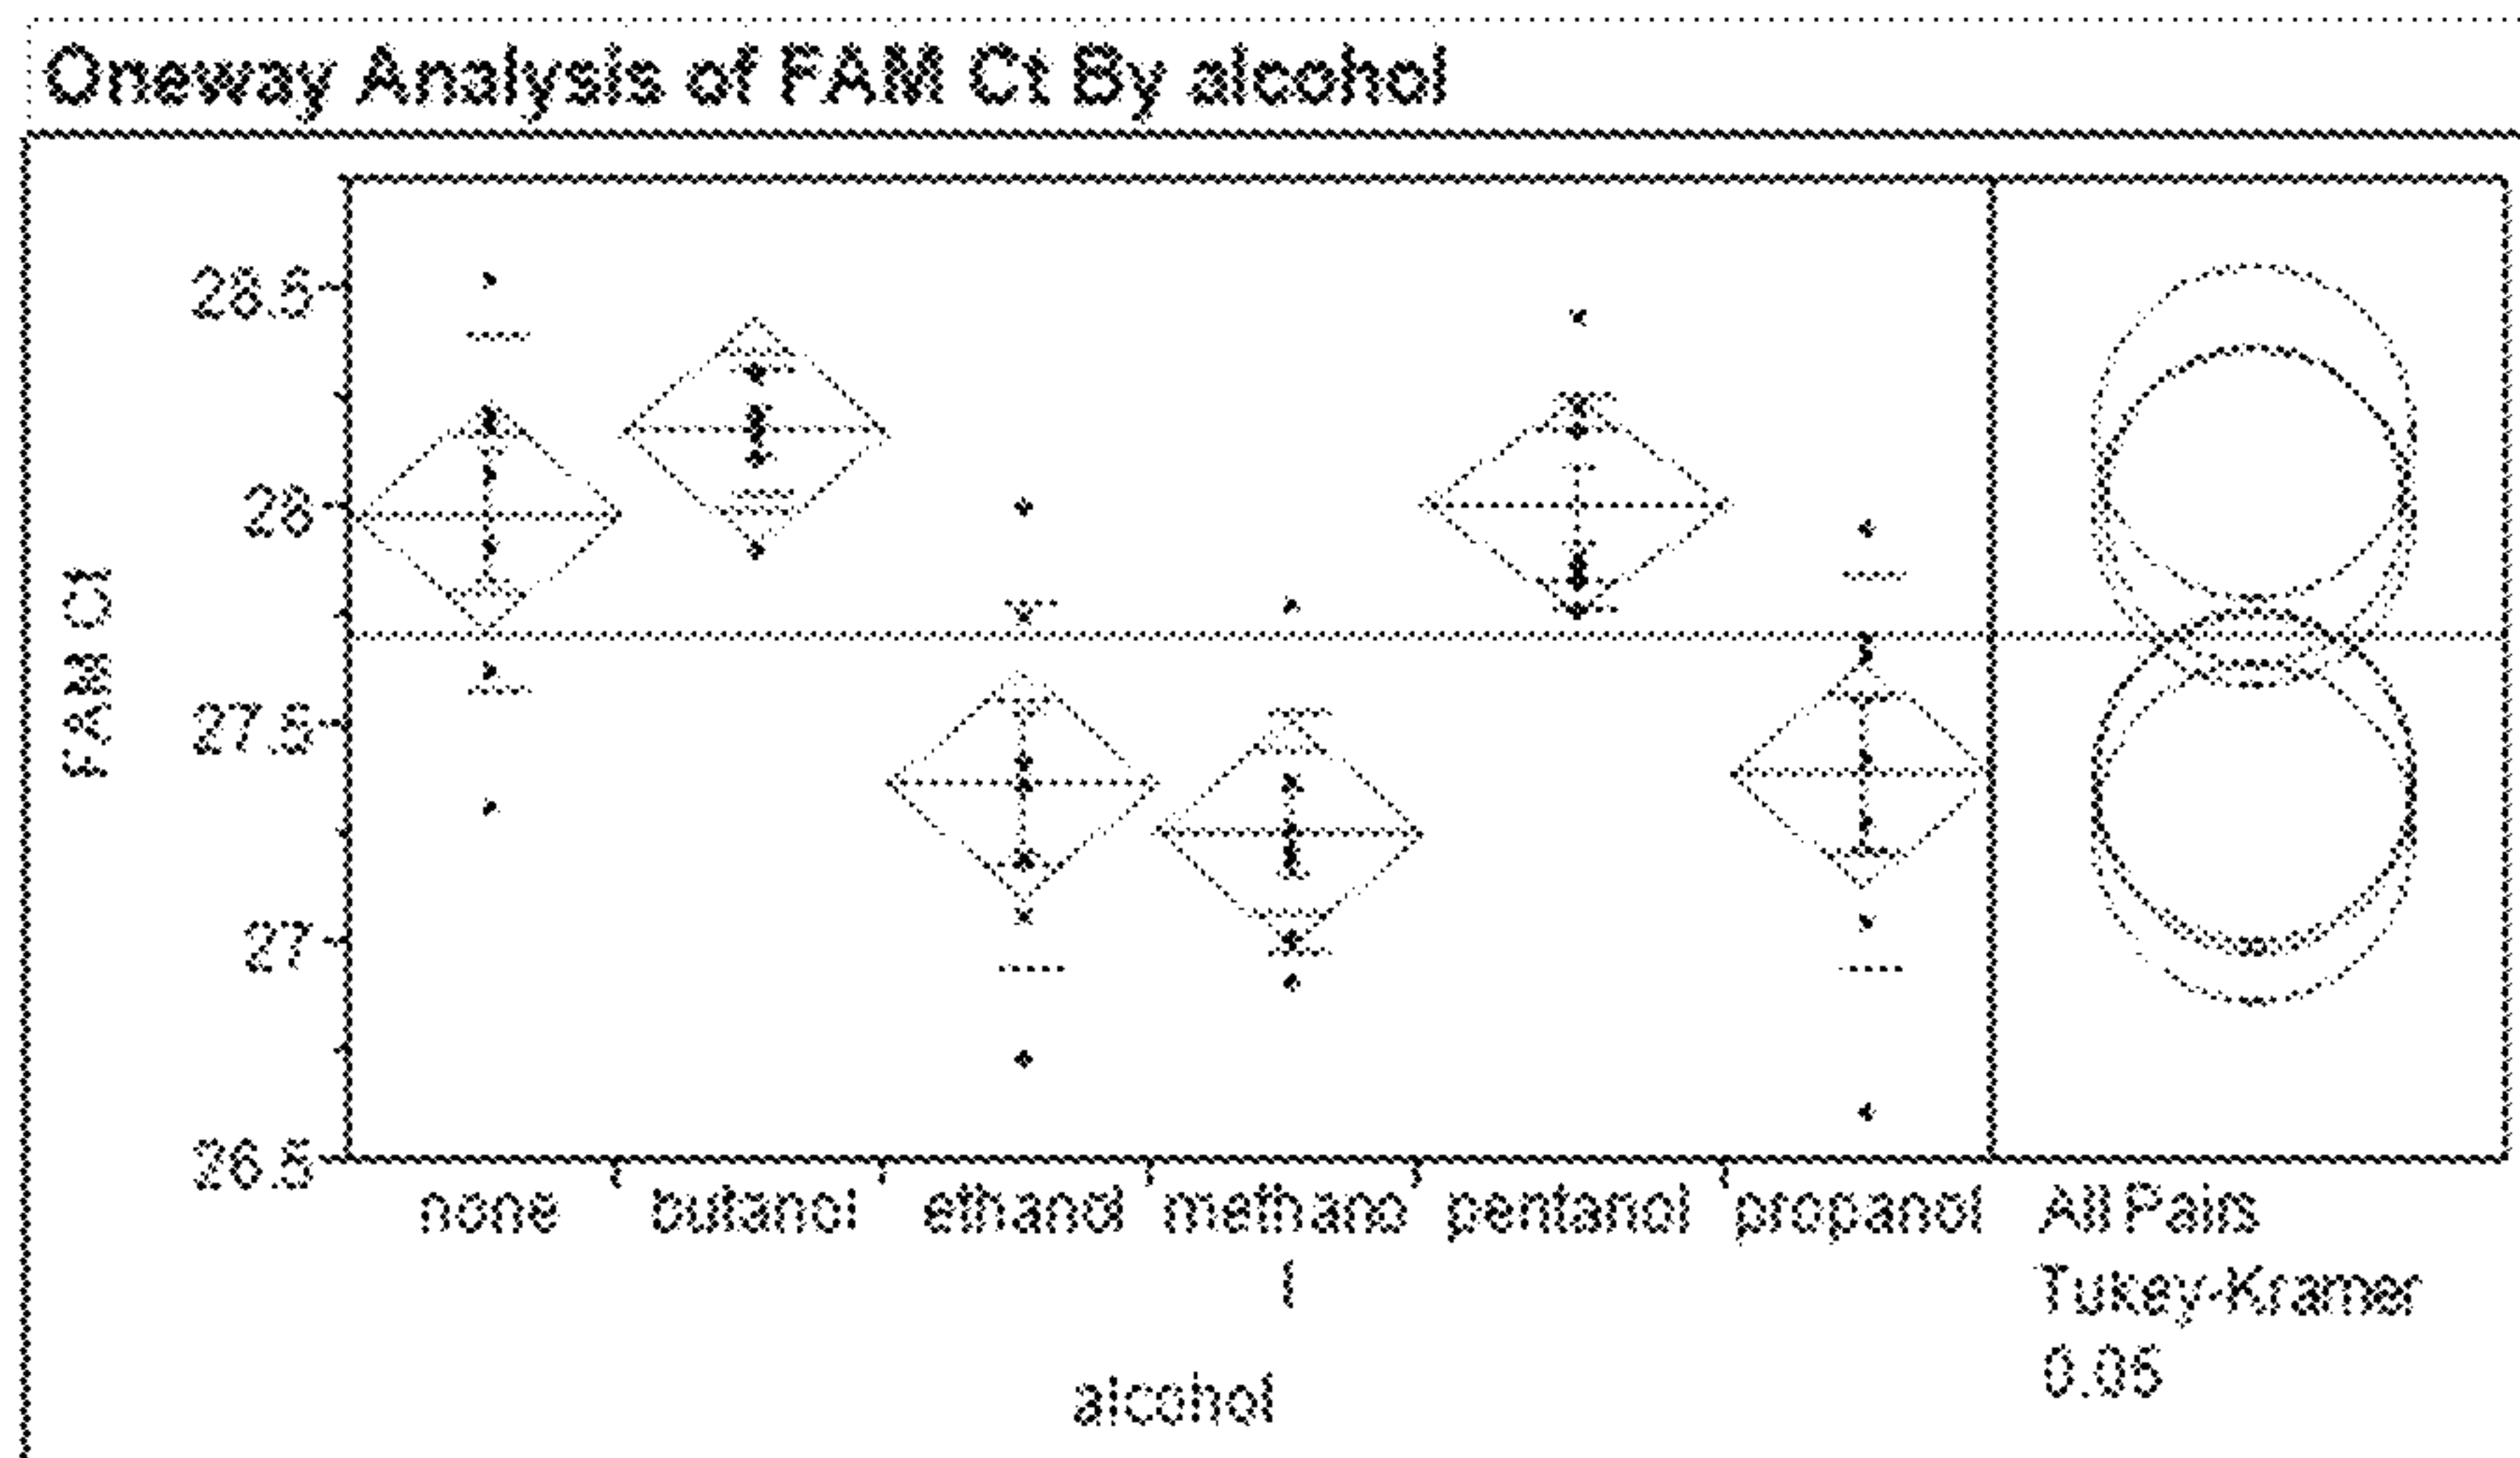 Oneway Analysis of FAM Ct By alcohol
28.5
28
27.5
27
26.5
FAM Ct
none butanol ethanol methano pentanol propanol All Pairs
l Tukey-Kramer
0.05
alcohol